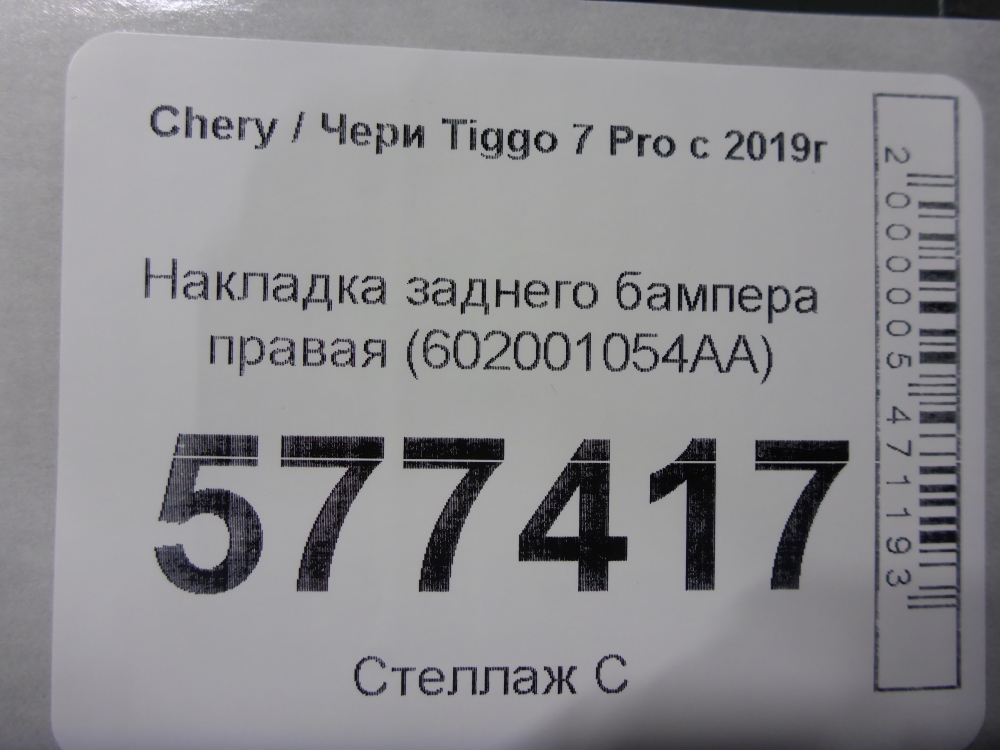 Chery / Чери Tiggo 7 Pro с 2019г
Накладка заднего бампера
правая (602001054AA)
577417
Стеллаж С
2000005471193